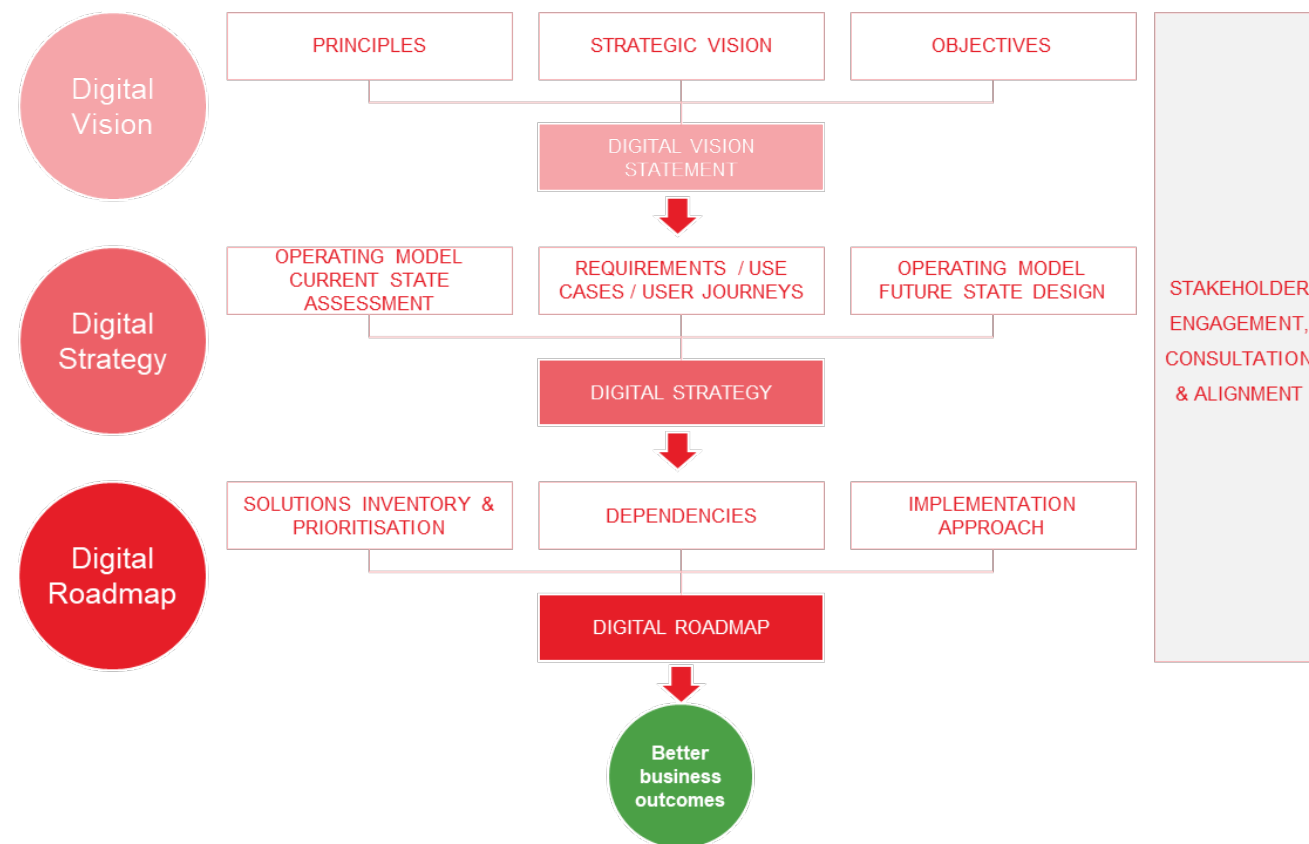 Digital
Vision
PRINCIPLES
STRATEGIC VISION
OBJECTIVES
DIGITAL VISION
STATEMENT
Digital
Strategy
OPERATING MODEL
CURRENT STATE
ASSESSMENT
REQUIREMENTS / USE
CASES / USER JOURNEYS
OPERATING MODEL
FUTURE STATE DESIGN
DIGITAL STRATEGY
Digital
Roadmap
SOLUTIONS INVENTORY &
PRIORITISATION
DEPENDENCIES
IMPLEMENTATION
APPROACH
DIGITAL ROADMAP
Better
business
outcomes
STAKEHOLDER
ENGAGEMENT,
CONSULTATION
& ALIGNMENT